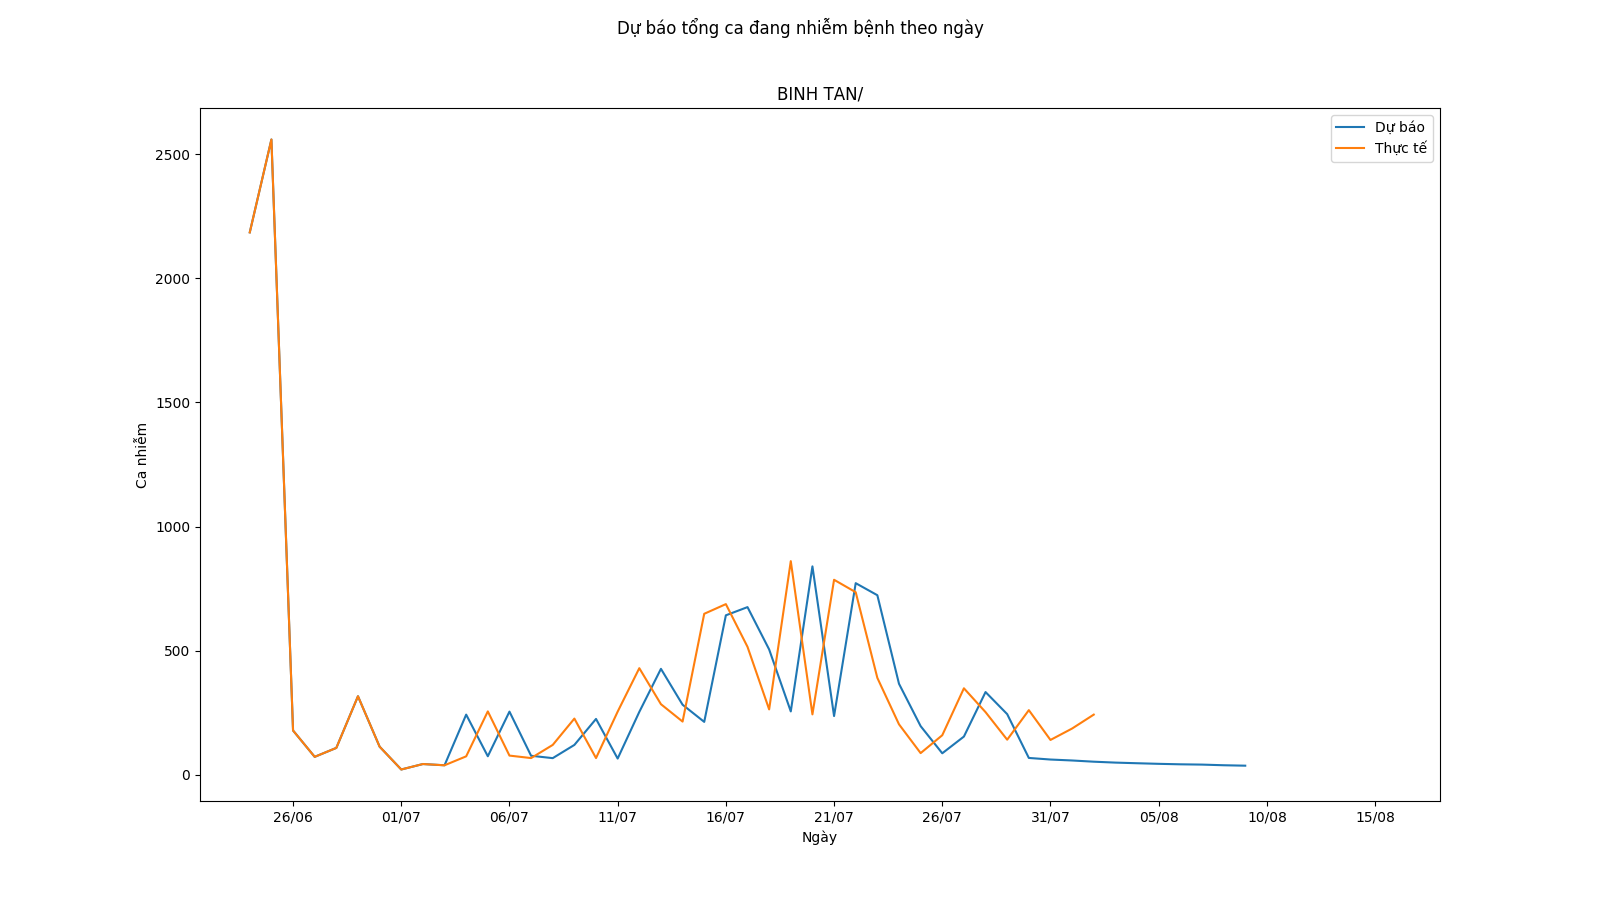 Dự báo tổng ca đang nhiễm bệnh theo ngày
BINH TAN/
Dự báo
Thực tế
2500
2000
1500
1000
500
0
Ca nhiễm
26/06
01/07
06/07
11/07
16/07
21/07
26/07
31/07
05/08
10/08
15/08
Ngày